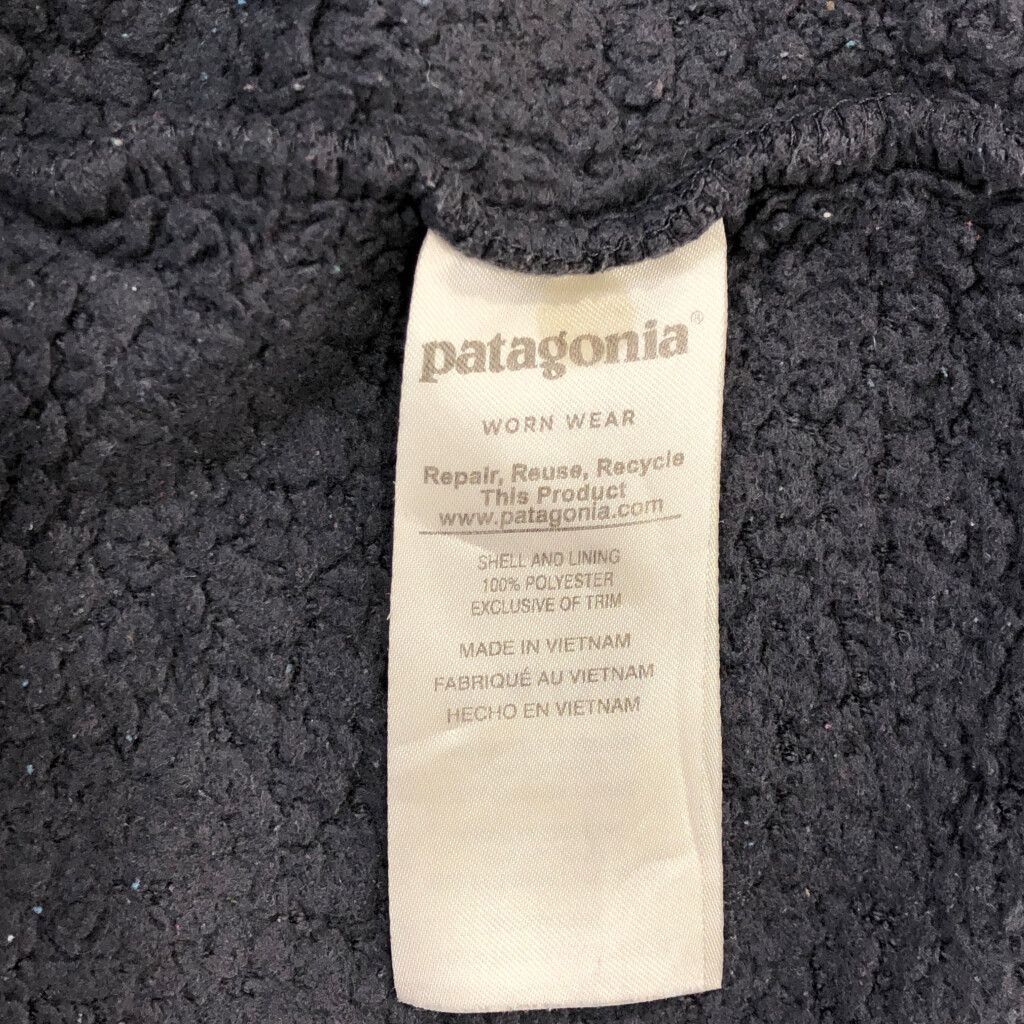 patagonia®
WORN WEAR
Repair, Reuse, Recycle
This Product
www.patagonia.com
SHELL AND LINING
100% POLYESTER
EXCLUSIVE OF TRIM
MADE IN VIETNAM
FABRIQUÉ AU VIETNAM
HECHO EN VIETNAM